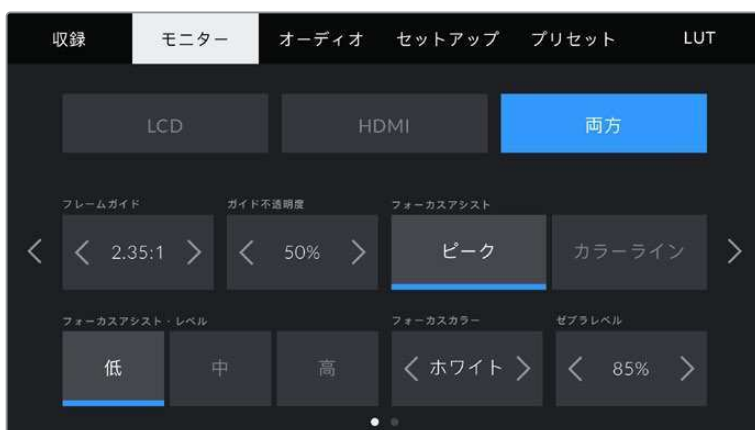 収録 モニター オーディオ セットアップ プリセット LUT
LCD HDMI 両方
フレームガイド ガイド不透明度 フォーカスアシスト
2.35:1 50% ピーク カラーライン
フォーカスアシスト・レベル フォーカスカラー ゼブラレベル
低 中 高 ホワイト 85%